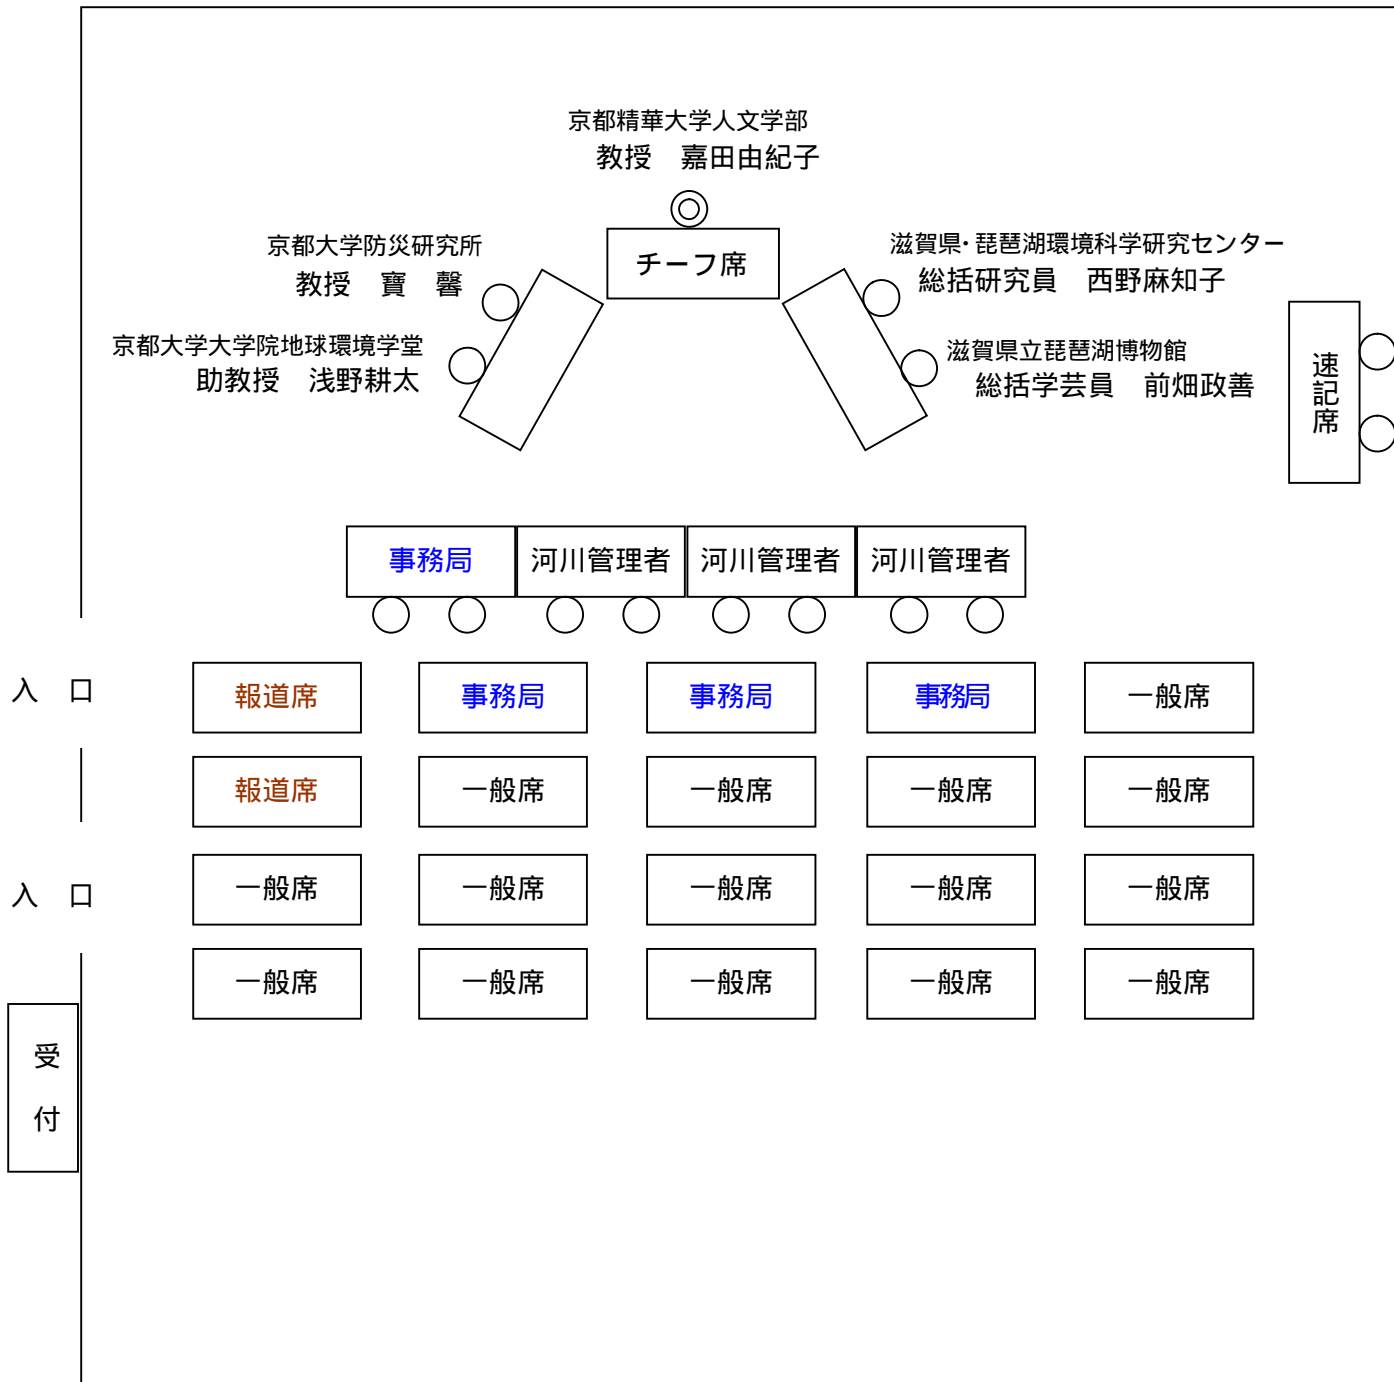 京都精華大学人文学部
教授　嘉田由紀子
チーフ席
京都大学防災研究所
教授　寶　馨
京都大学大学院地球環境学堂
助教授　浅野耕太
滋賀県・琵琶湖環境科学研究センター
総括研究員　西野麻知子
滋賀県立琵琶湖博物館
総括学芸員　前畑政善
速記席
事務局　河川管理者　河川管理者　河川管理者
入　口
報道席　事務局　事務局　事務局　一般席
報道席　一般席　一般席　一般席　一般席
入　口
一般席　一般席　一般席　一般席　一般席
一般席　一般席　一般席　一般席　一般席
受付